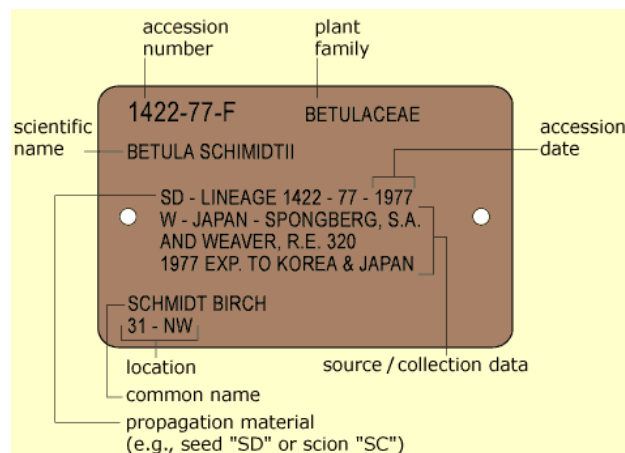 accession
number
plant
family
1422-77-F
BETULACEAE
scientific
name
accession
date
BETULA SCHIMIDTII
SD - LINEAGE 1422 - 77 - 1977
W - JAPAN - SPONGBERG, S.A.
AND WEAVER, R.E. 320
1977 EXP. TO KOREA & JAPAN
SCHMIDT BIRCH
31 - NW
location
source / collection data
common name
propagation material
(e.g., seed "SD" or scion "SC")